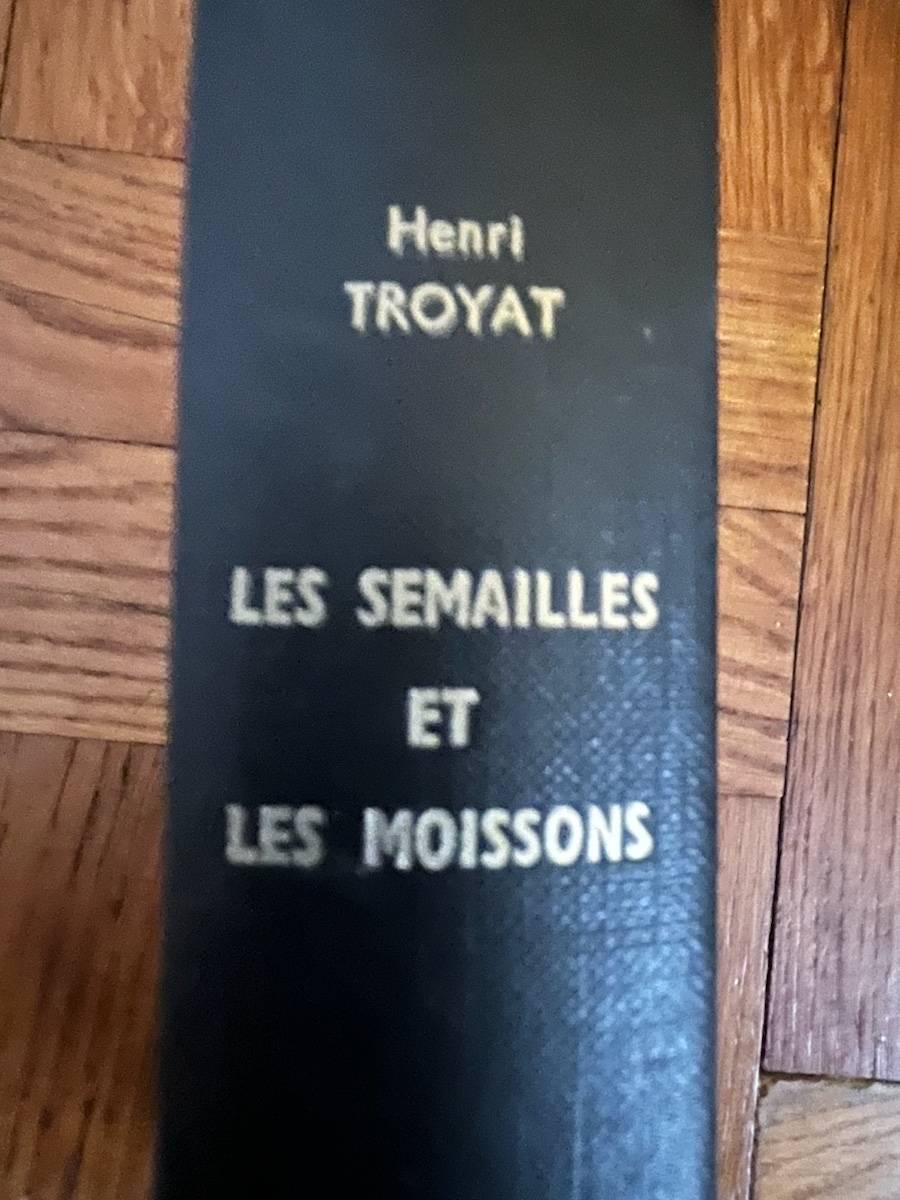 Henri
TROYAT
LES SEMAILLES
ET
LES MOISSONS